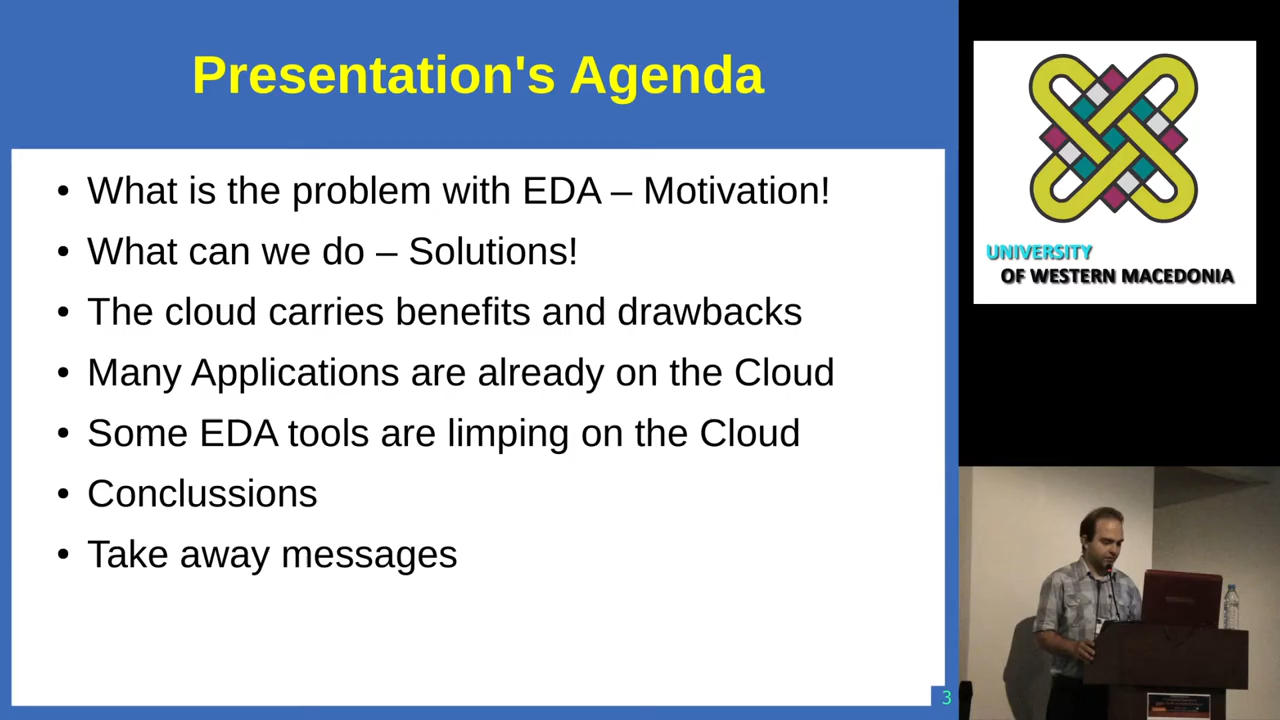 Presentation's Agenda
• What is the problem with EDA – Motivation!
• What can we do – Solutions!
• The cloud carries benefits and drawbacks
• Many Applications are already on the Cloud
• Some EDA tools are limping on the Cloud
• Conclussions
• Take away messages
3
UNIVERSITY
OF WESTERN MACEDONIA